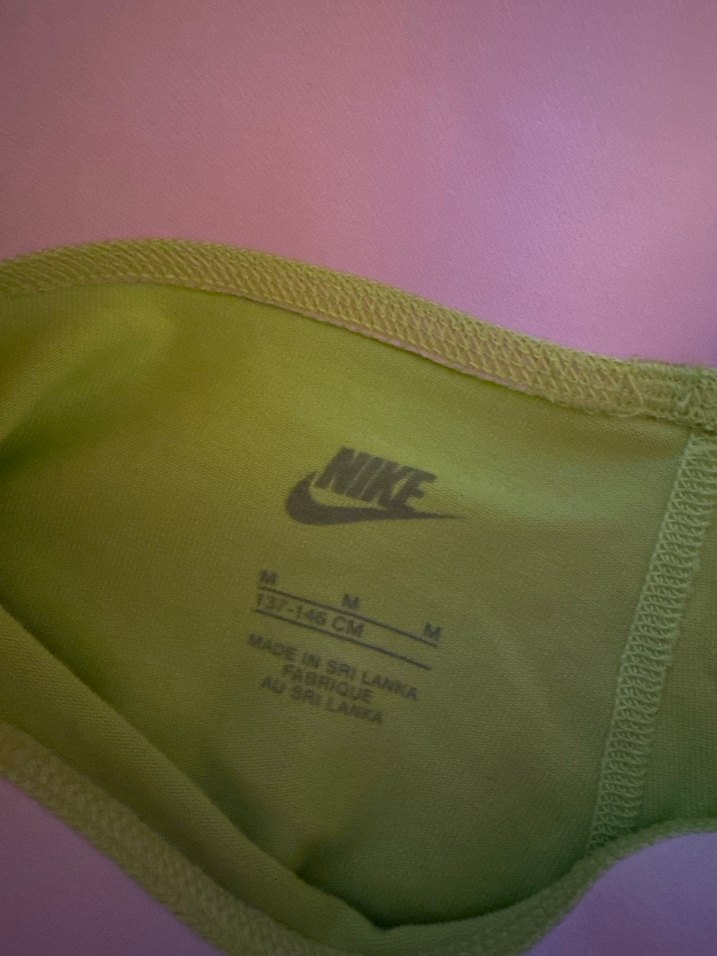 NIKE
M M M
137-146 CM
MADE IN SRI LANKA
FABRIQUE
AU SRI LANKA